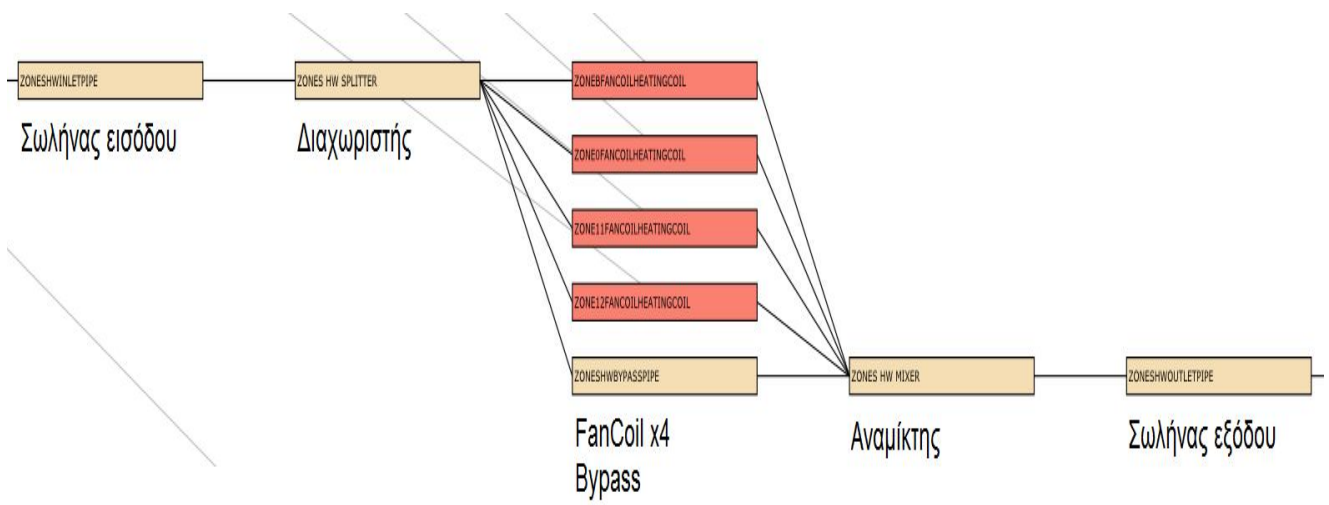 ZONESHWINLETPIPE
ZONES HW SPLITTER
ZONEBFANCOILHEATINGCOIL
Σωλήνας εισόδου
Διαχωριστής
ZONE0FANCOILHEATINGCOIL
ZONE11FANCOILHEATINGCOIL
ZONE12FANCOILHEATINGCOIL
ZONESHWBYPASSPIPE
ZONES HW MIXER
ZONESHWOUTLETPIPE
FanCoil x4
Bypass
Αναμίκτης
Σωλήνας εξόδου